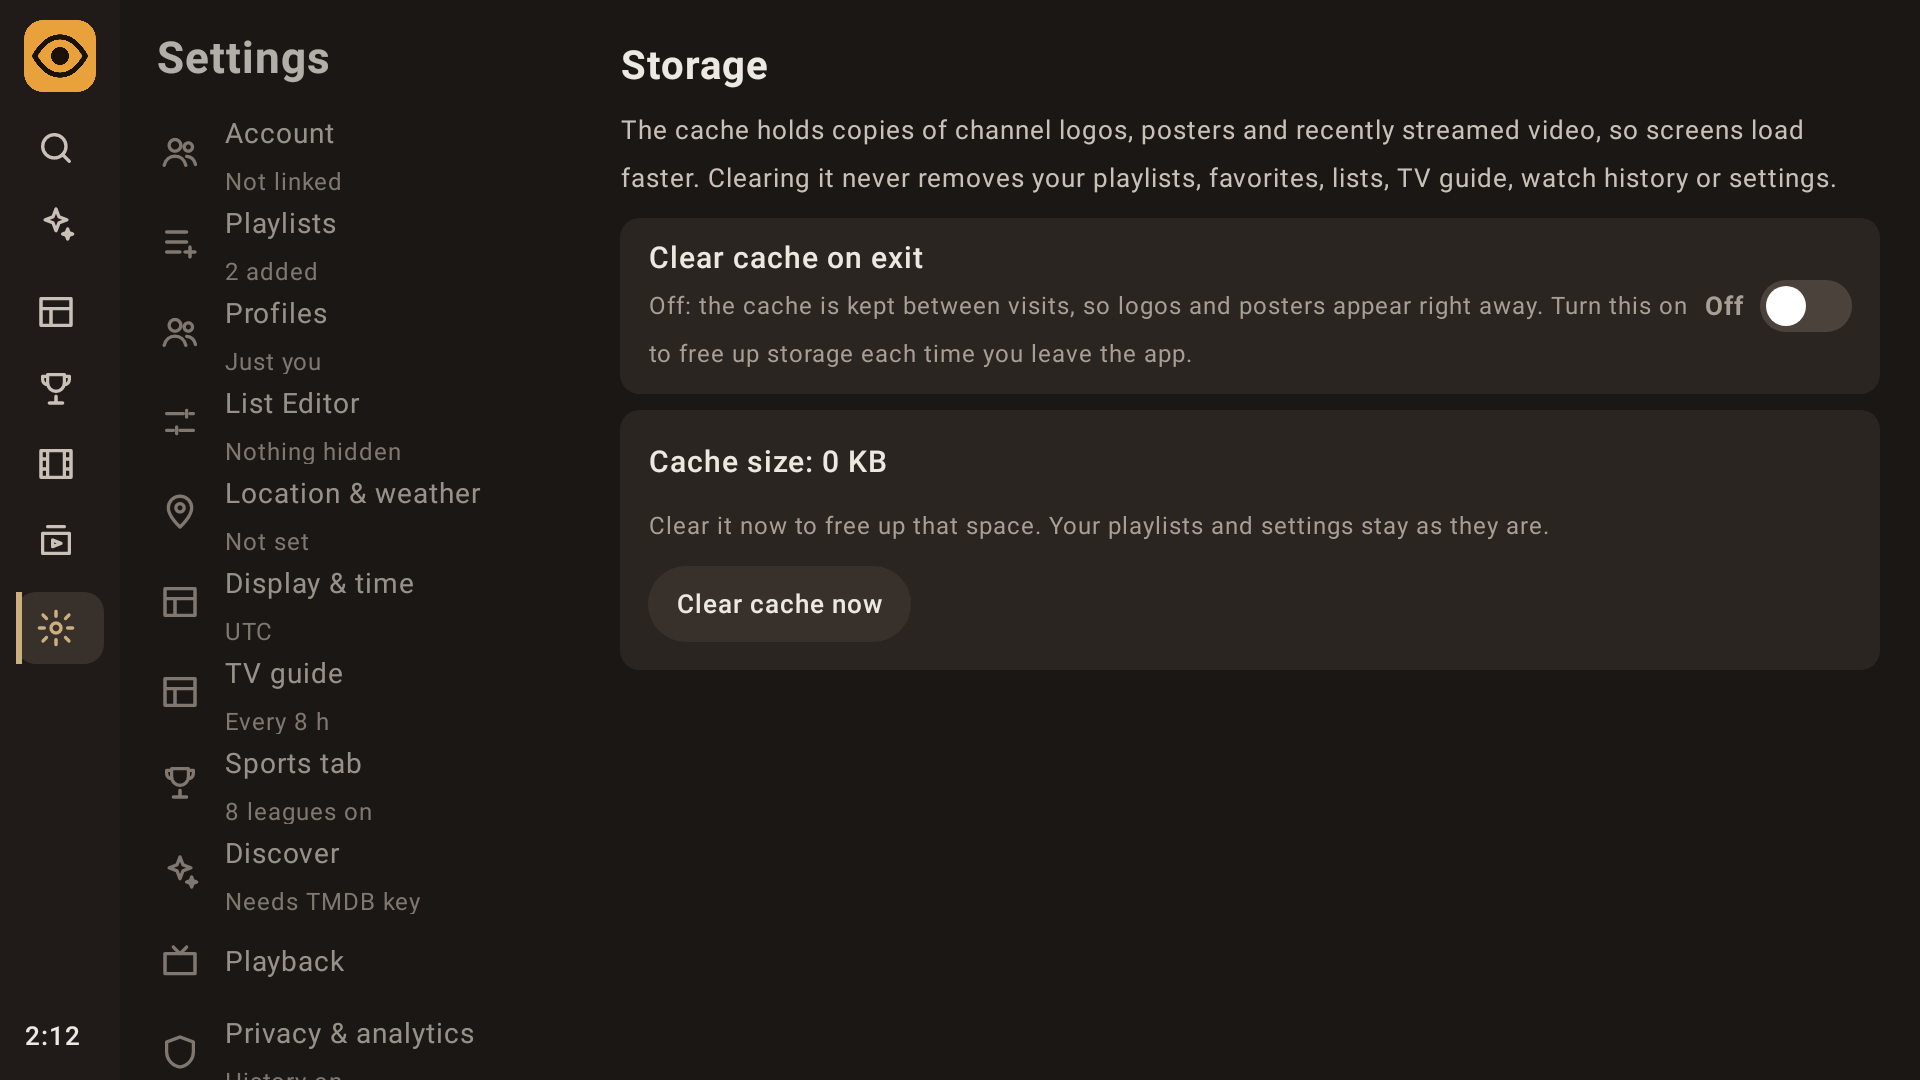 Settings
Account
Not linked
Playlists
2 added
Profiles
Just you
List Editor
Nothing hidden
Location & weather
Not set
Display & time
UTC
TV guide
Every 8 h
Sports tab
8 leagues on
Discover
Needs TMDB key
Playback
Privacy & analytics
History on
2:12
Storage
The cache holds copies of channel logos, posters and recently streamed video, so screens load
faster. Clearing it never removes your playlists, favorites, lists, TV guide, watch history or settings.
Clear cache on exit
Off: the cache is kept between visits, so logos and posters appear right away. Turn this on
to free up storage each time you leave the app.
Off
Cache size: 0 KB
Clear it now to free up that space. Your playlists and settings stay as they are.
Clear cache now